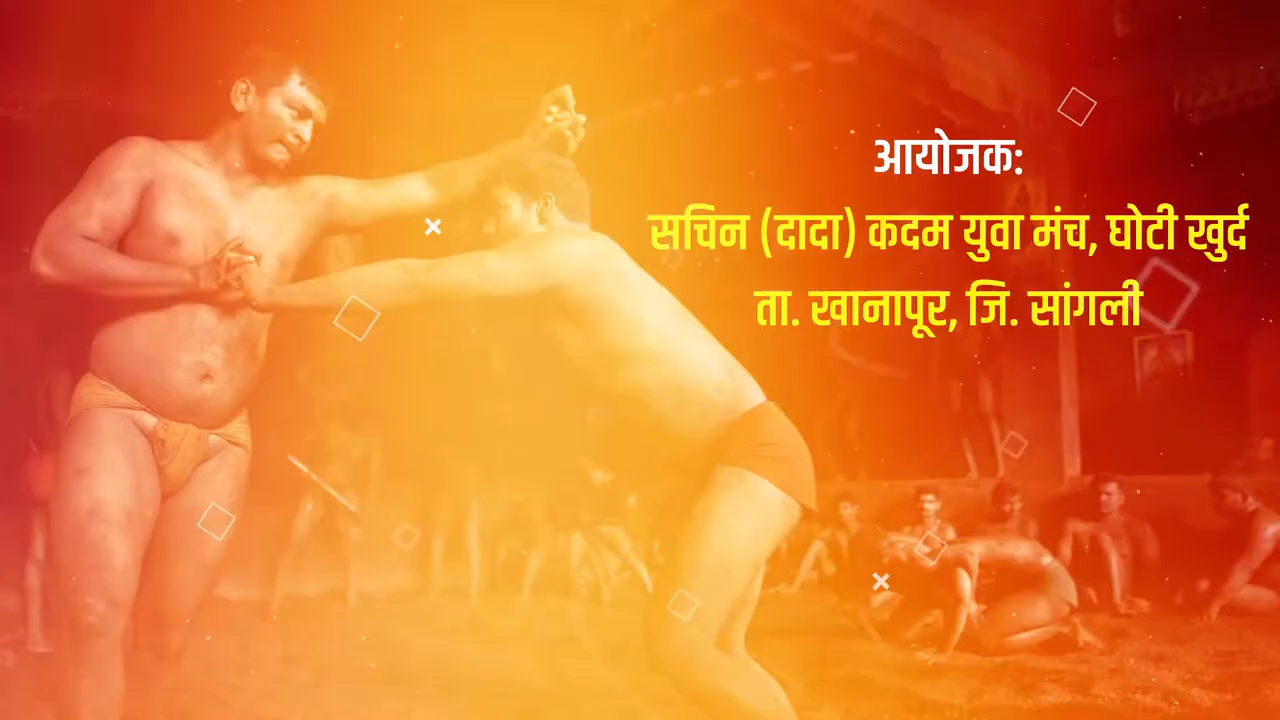 आयोजक:
सचिन (दादा) कदम युवा मंच, घोटी खुर्द
ता. खानापूर, जि. सांगली